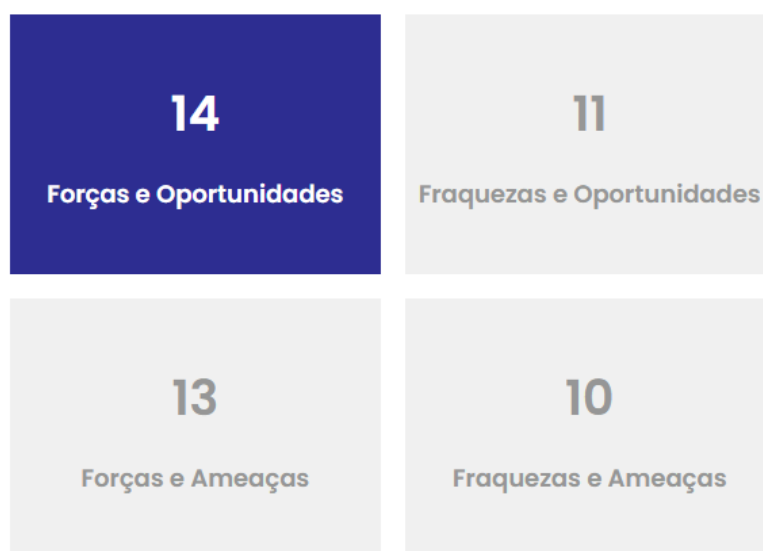 14
Forças e Oportunidades
11
Fraquezas e Oportunidades
13
Forças e Ameaças
10
Fraquezas e Ameaças